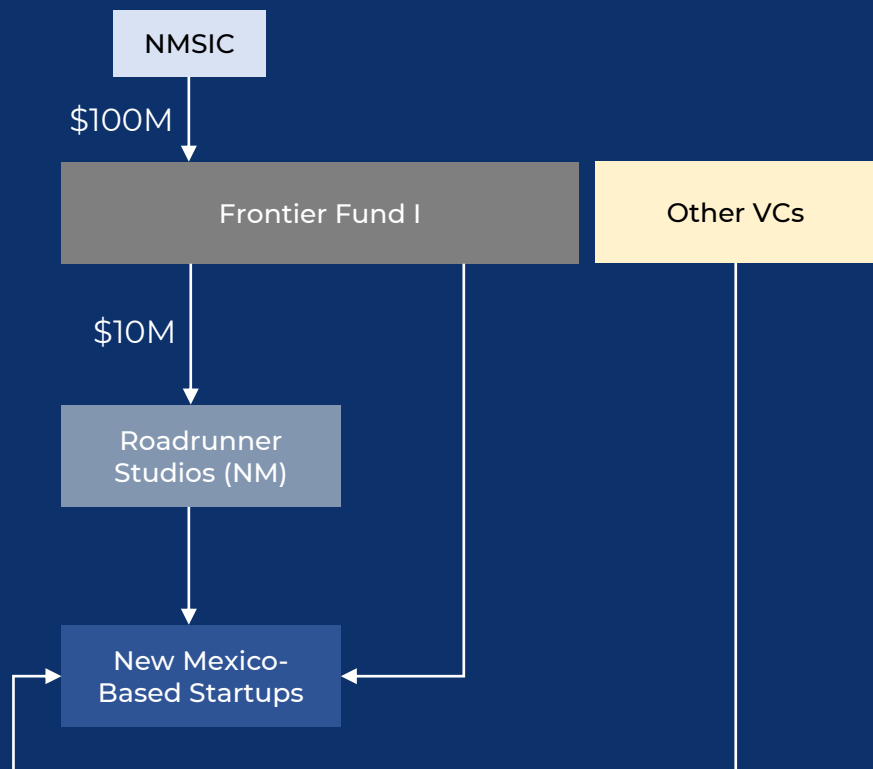 NMSIC
$100M
Frontier Fund I
Other VCs
$10M
Roadrunner
Studios (NM)
New Mexico-
Based Startups